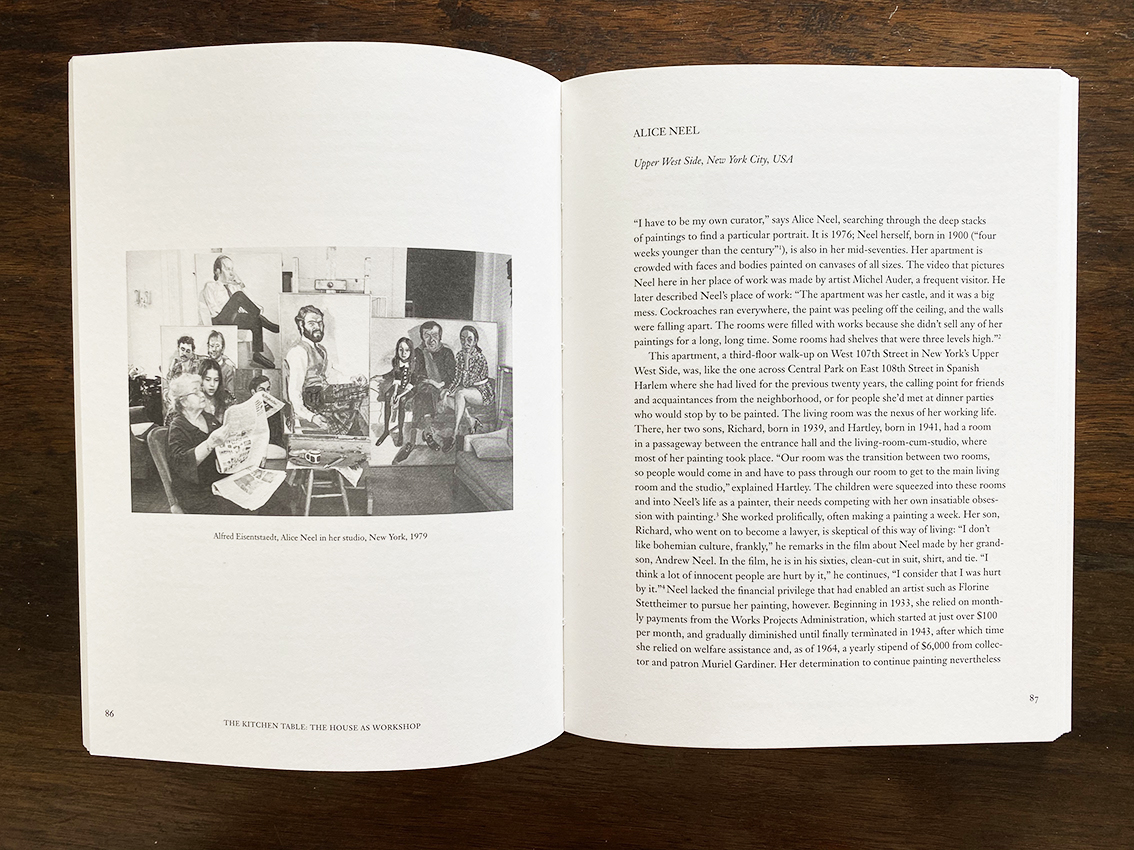 Alfred Eisentstaedt, Alice Neel in her studio, New York, 1979
86
THE KITCHEN TABLE: THE HOUSE AS WORKSHOP
ALICE NEEL
Upper West Side, New York City, USA
“I have to be my own curator,” says Alice Neel, searching through the deep stacks
of paintings to find a particular portrait. It is 1976; Neel herself, born in 1900 (“four
weeks younger than the century”¹), is also in her mid-seventies. Her apartment is
crowded with faces and bodies painted on canvases of all sizes. The video that pictures
Neel here in her place of work was made by artist Michel Auder, a frequent visitor. He
later described Neel’s place of work: “The apartment was her castle, and it was a big
mess. Cockroaches ran everywhere, the paint was peeling off the ceiling, and the walls
were falling apart. The rooms were filled with works because she didn’t sell any of her
paintings for a long, long time. Some rooms had shelves that were three levels high.”²
This apartment, a third-floor walk-up on West 107th Street in New York’s Upper
West Side, was, like the one across Central Park on East 108th Street in Spanish
Harlem where she had lived for the previous twenty years, the calling point for friends
and acquaintances from the neighborhood, or for people she’d met at dinner parties
who would stop by to be painted. The living room was the nexus of her working life.
There, her two sons, Richard, born in 1939, and Hartley, born in 1941, had a room
in a passageway between the entrance hall and the living-room-cum-studio, where
most of her painting took place. “Our room was the transition between two rooms,
so people would come in and have to pass through our room to get to the main living
room and the studio,” explained Hartley. The children were squeezed into these rooms
and into Neel’s life as a painter, their needs competing with her own insatiable obses-
sion with painting.³ She worked prolifically, often making a painting a week. Her son,
Richard, who went on to become a lawyer, is skeptical of this way of living: “I don’t
like bohemian culture, frankly,” he remarks in the film about Neel made by her grand-
son, Andrew Neel. In the film, he is in his sixties, clean-cut in suit, shirt, and tie. “I
think a lot of innocent people are hurt by it,” he continues, “I consider that I was hurt
by it.”⁴ Neel lacked the financial privilege that had enabled an artist such as Florine
Stettheimer to pursue her painting, however. Beginning in 1933, she relied on month-
ly payments from the Works Projects Administration, which started at just over $100
per month, and gradually diminished until finally terminated in 1943, after which time
she relied on welfare assistance and, as of 1964, a yearly stipend of $6,000 from collec-
tor and patron Muriel Gardiner. Her determination to continue painting nevertheless
87